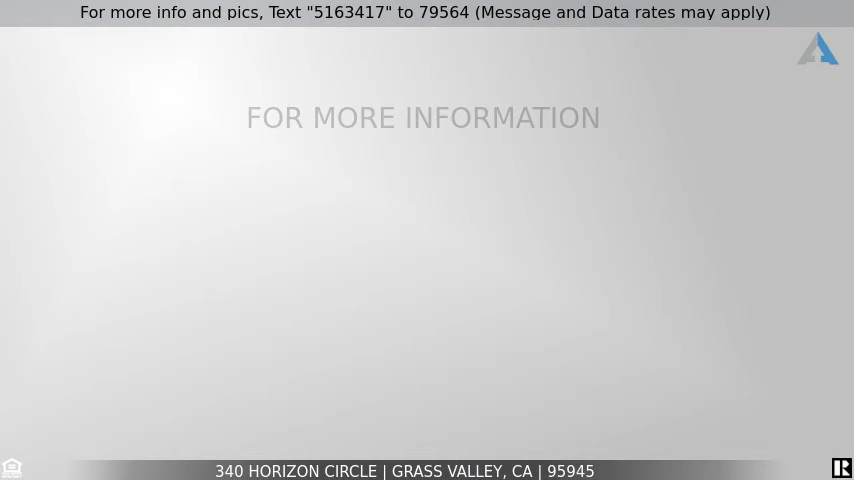 For more info and pics, Text "5163417" to 79564 (Message and Data rates may apply)
FOR MORE INFORMATION
340 HORIZON CIRCLE | GRASS VALLEY, CA | 95945